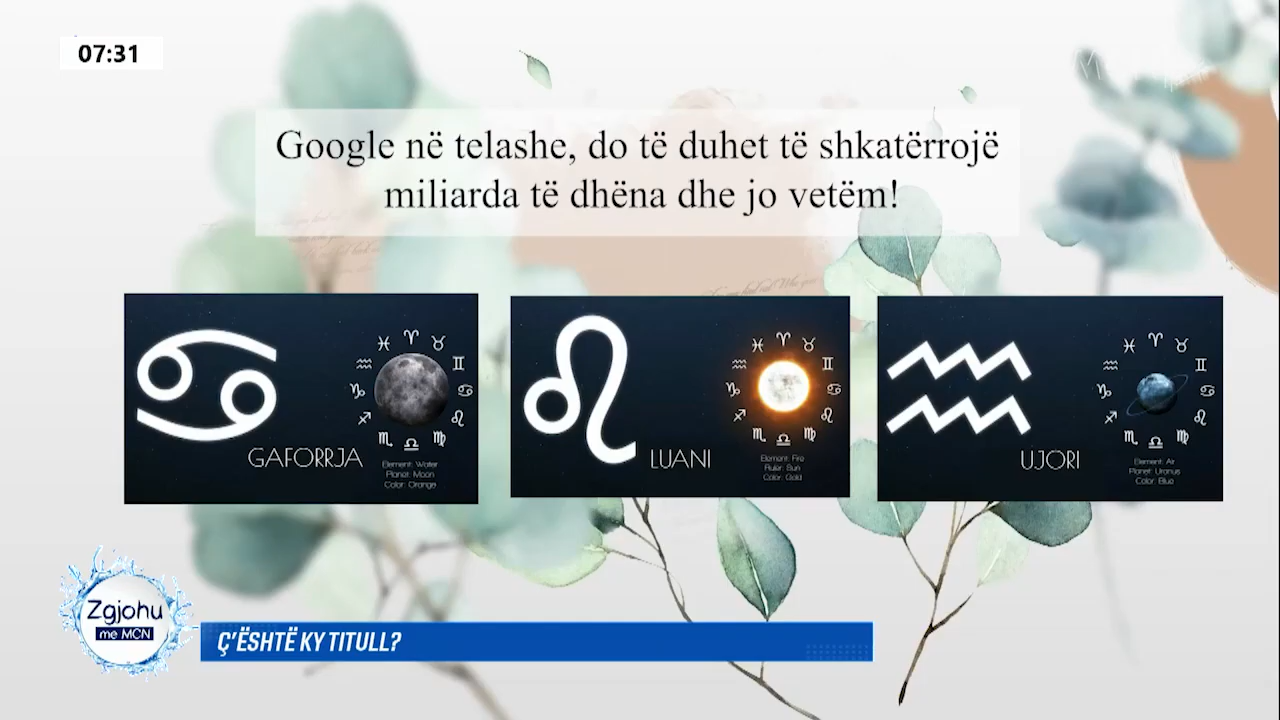 07:31
Google në telashe, do të duhet të shkatërrojë
miliarda të dhëna dhe jo vetëm!
GAFORRJA
Element: Water
Planet: Moon
Color: Orange
LUANI
Element: Fire
Ruler: Sun
Color: Gold
UJORI
Element: Air
Planet: Uranus
Color: Blue
Zgjohu
me MCN
Ç'ËSHTË KY TITULL?